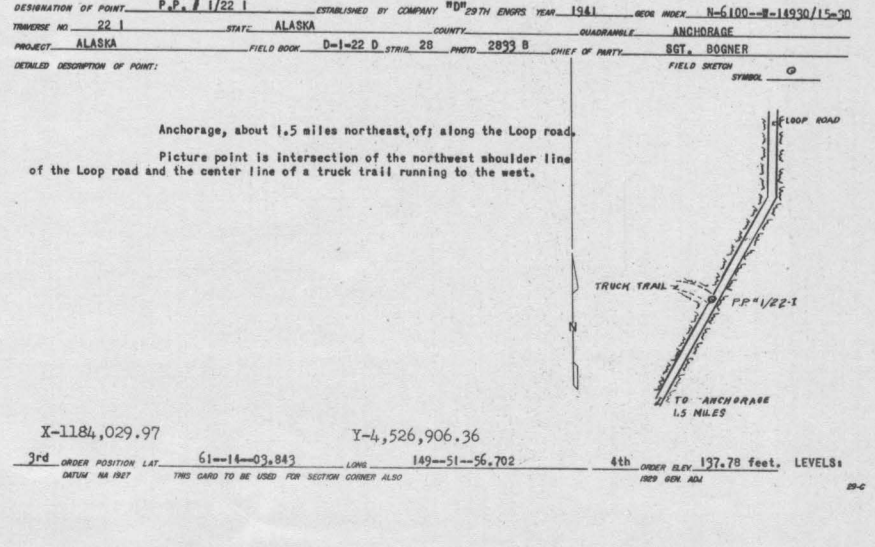 DESIGNATION OF POINT P.P. # 1/22 I ESTABLISHED BY COMPANY "D" 29TH ENGRS YEAR 1941 GEOG INDEX N-6100--W-14930/15-30
TRAVERSE NO. 22 I STATE ALASKA COUNTY QUADRANGLE ANCHORAGE
PROJECT ALASKA FIELD BOOK D-1-22 D STRIP 28 PHOTO 2893 B CHIEF OF PARTY SGT. BOGNER
DETAILED DESCRIPTION OF POINT: FIELD SKETCH
SYMBOL
LOOP ROAD
Anchorage, about 1.5 miles northeast, of; along the Loop road.
Picture point is intersection of the northwest shoulder line
of the Loop road and the center line of a truck trail running to the west.
TRUCK TRAIL
P.P. #1/22-I
N
TO ANCHORAGE
1.5 MILES
X-1184,029.97 Y-4,526,906.36
3rd ORDER POSITION LAT. 61--14--03.843 LONG 149--51--56.702 4th ORDER ELEV. 137.78 feet. LEVELS:
DATUM NA 1927 THIS CARD TO BE USED FOR SECTION CORNER ALSO 1929 GEN. ADJ
29-C